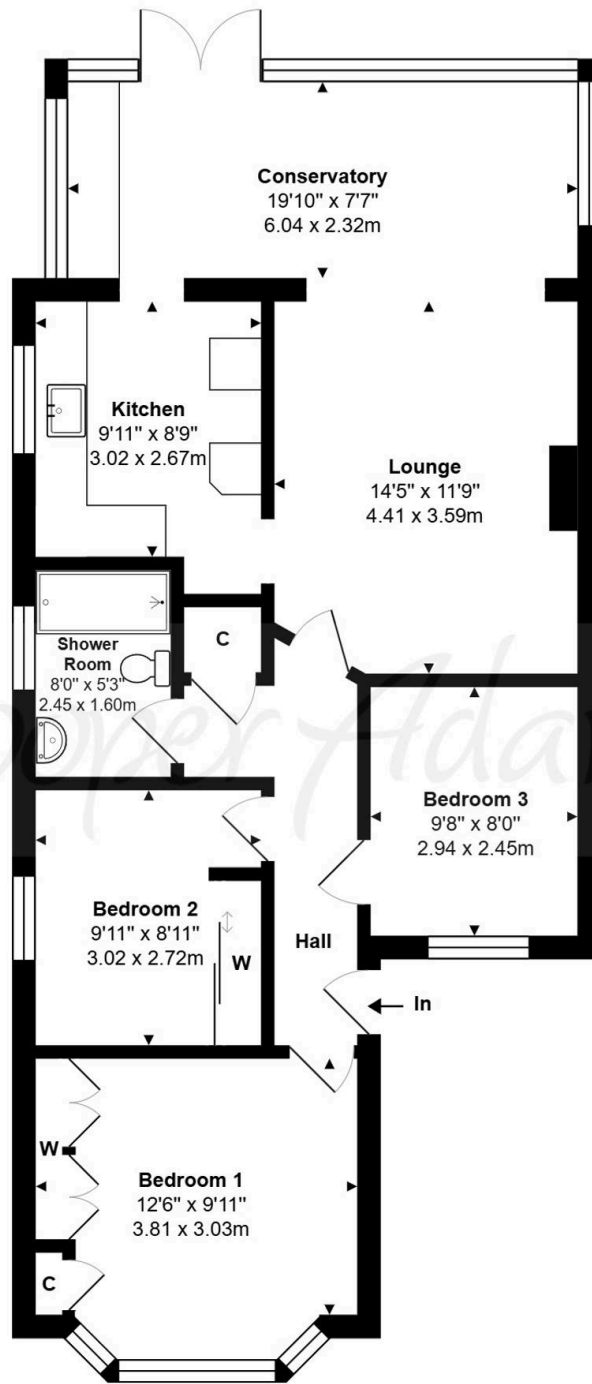 Conservatory
19'10" x 7'7"
6.04 x 2.32m
Kitchen
9'11" x 8'9"
3.02 x 2.67m
Lounge
14'5" x 11'9"
4.41 x 3.59m
Shower
Room
8'0" x 5'3"
2.45 x 1.60m
C
Bedroom 3
9'8" x 8'0"
2.94 x 2.45m
Bedroom 2
9'11" x 8'11"
3.02 x 2.72m
W
Hall
In
W
Bedroom 1
12'6" x 9'11"
3.81 x 3.03m
C